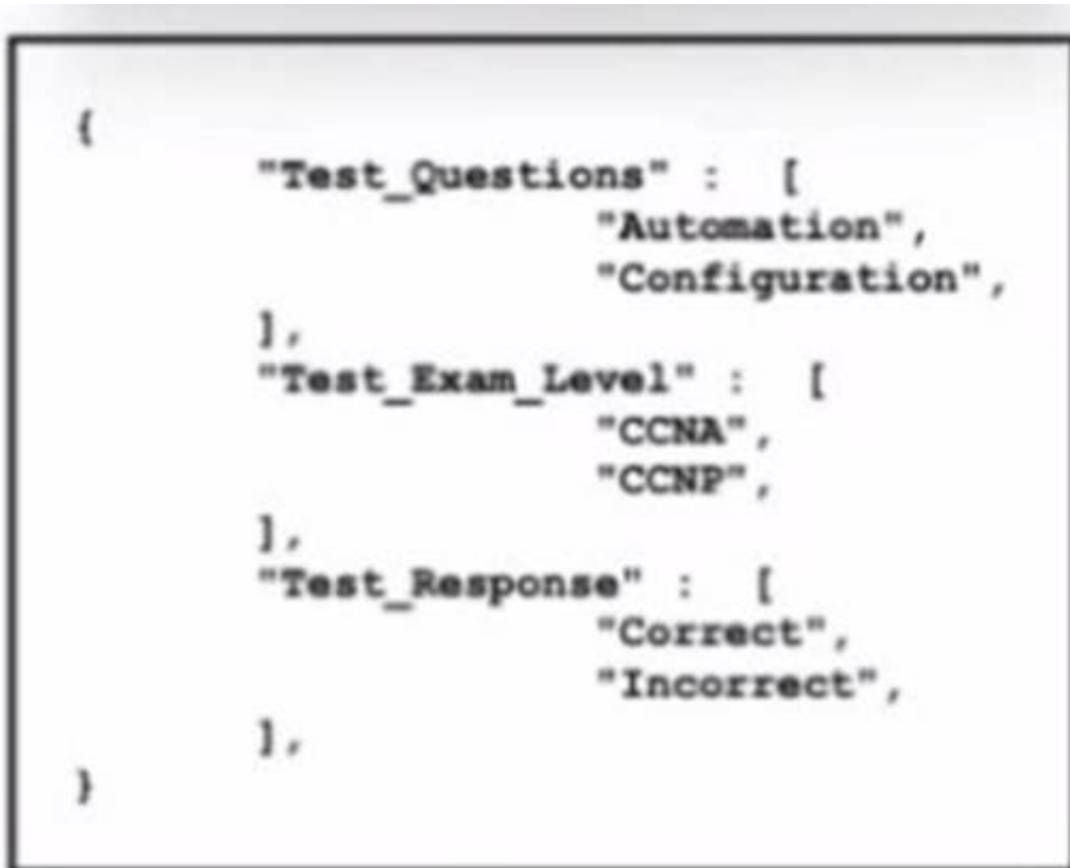 {
"Test_Questions" : [
"Automation",
"Configuration",
],
"Test_Exam_Level" : [
"CCNA",
"CCNP",
],
"Test_Response" : [
"Correct",
"Incorrect",
],
}